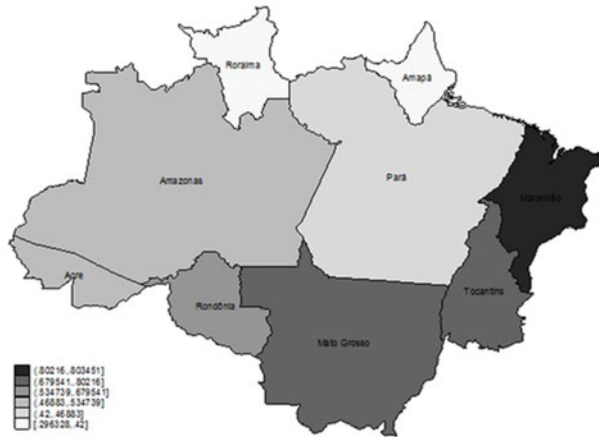 Roraima
Amapá
Amazonas
Pará
Maranhão
Acre
Rondônia
Tocantins
Mato Grosso
(.80216,.803451]
(.679541,.80216]
(.534739,.679541]
(.46883,.534739]
(.42,.46883]
[.296328,.42]